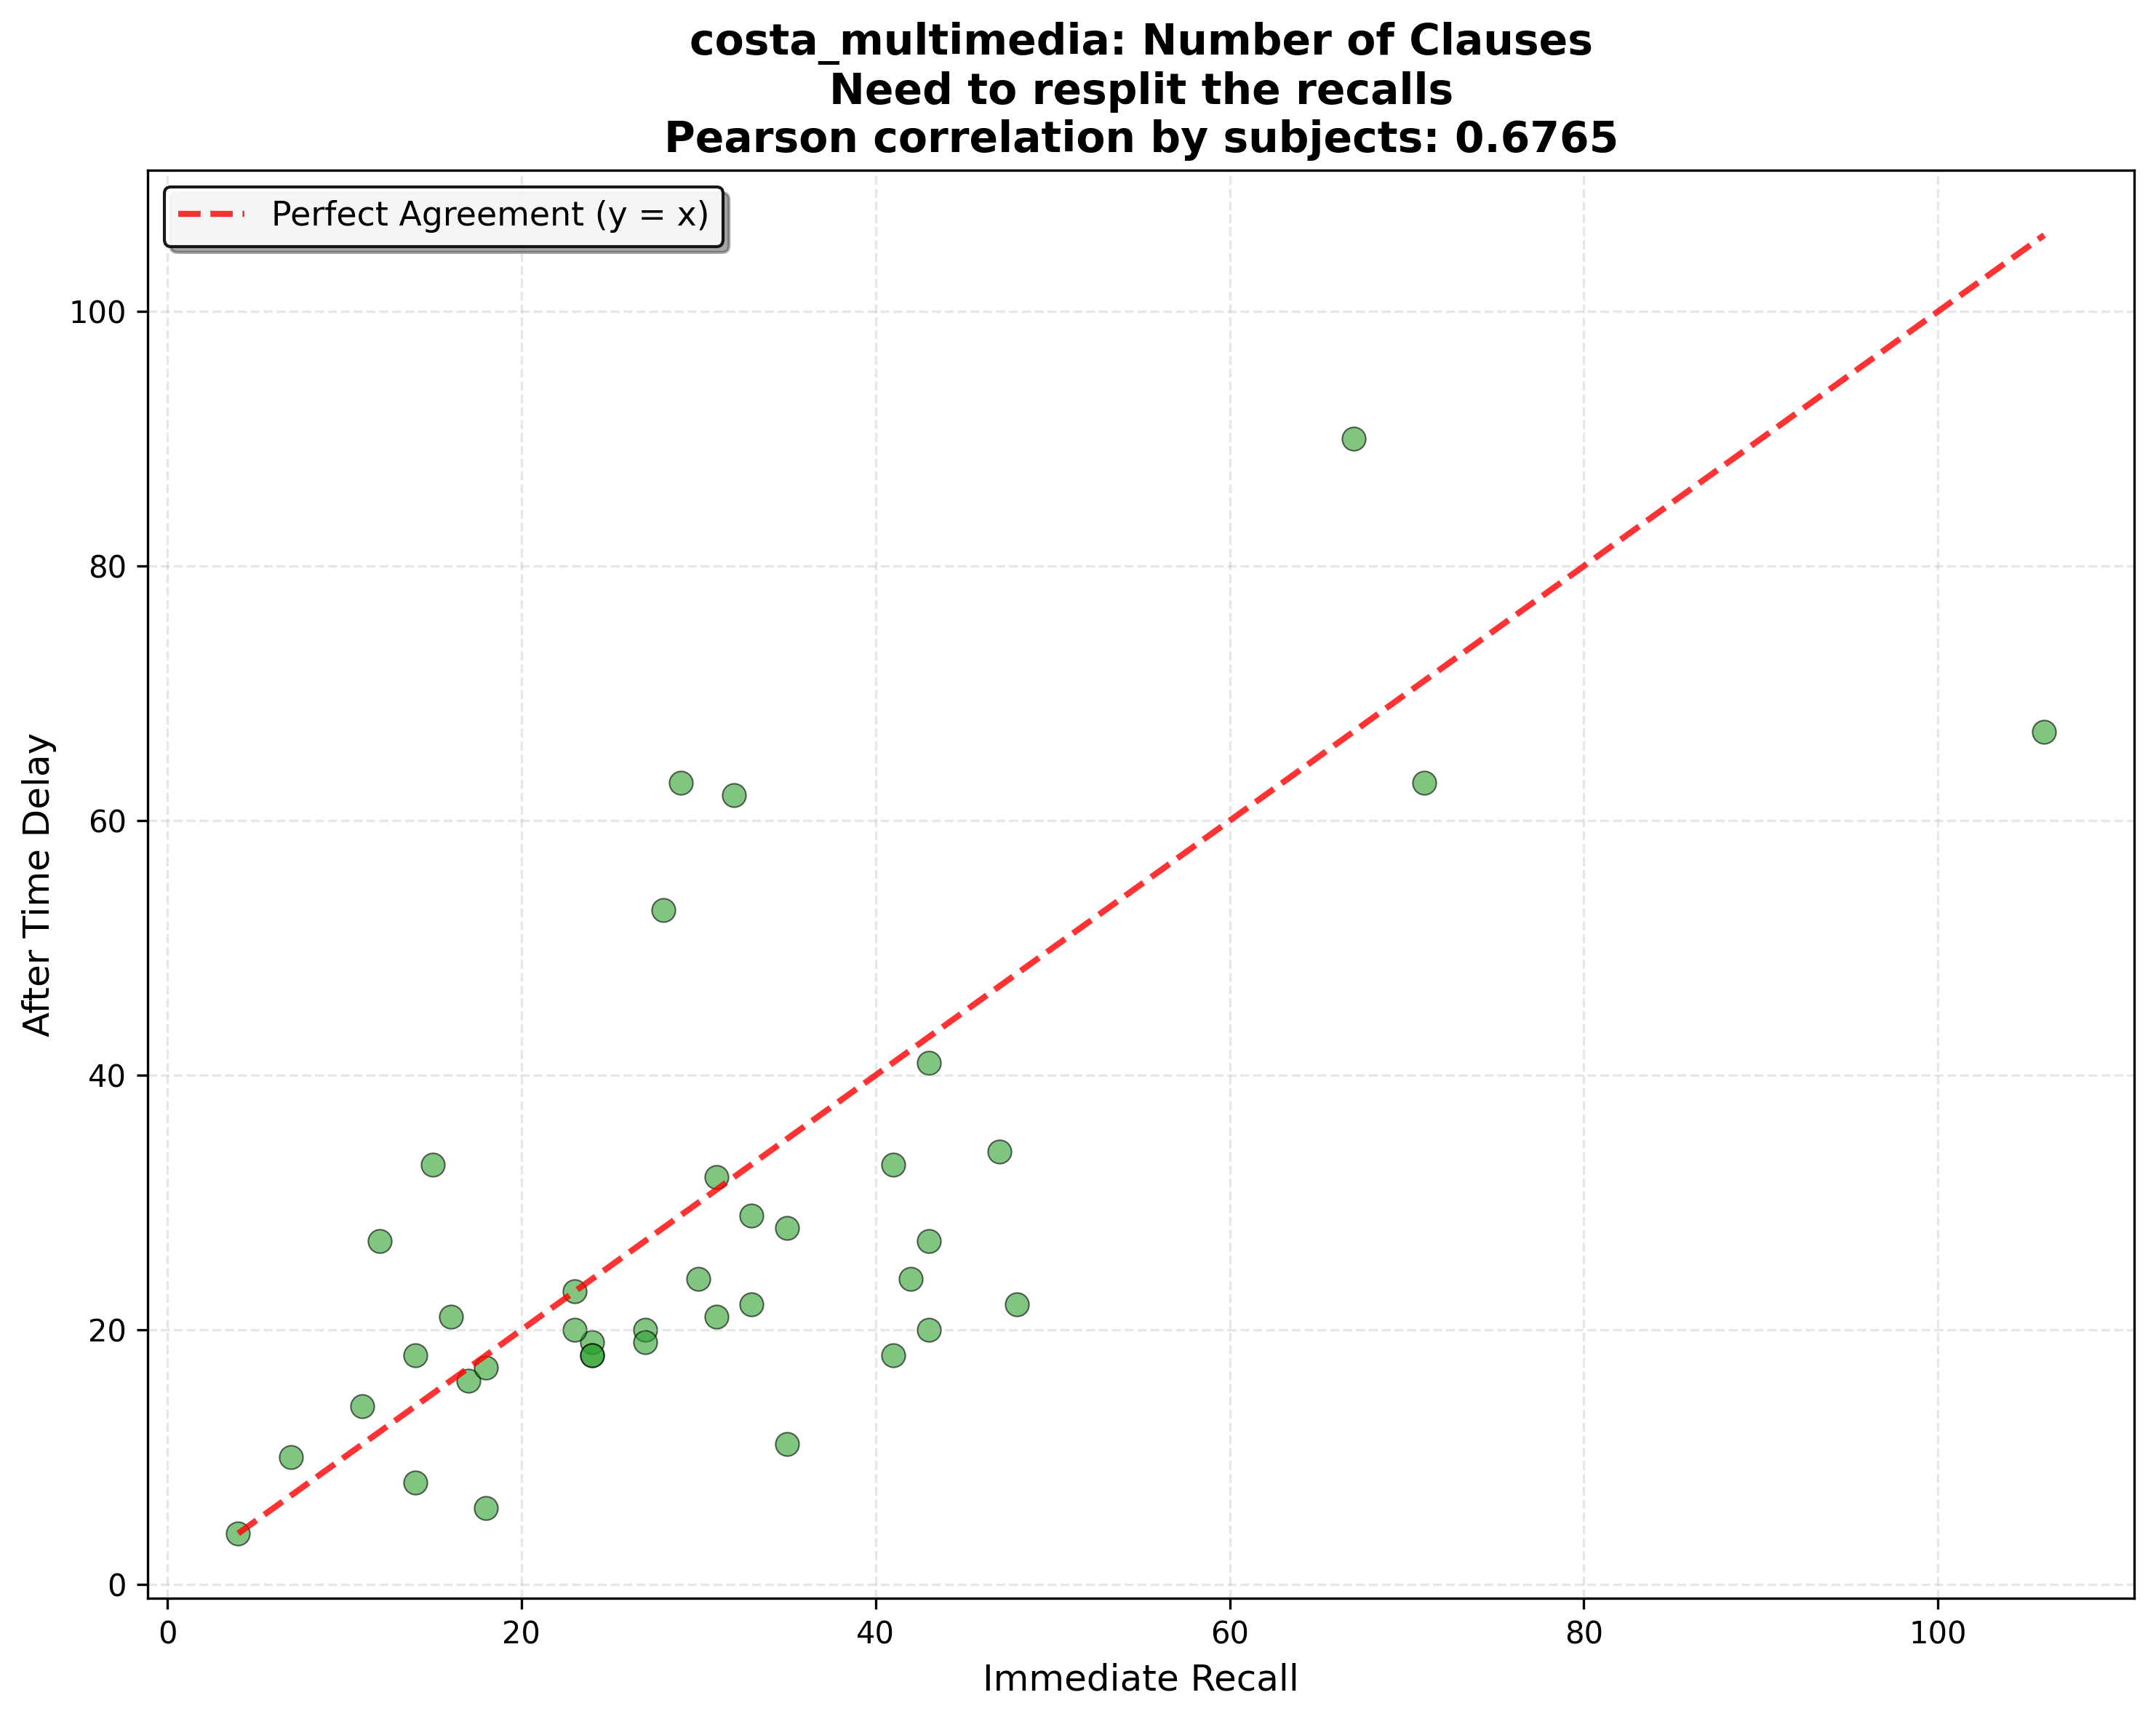 costa_multimedia: Number of Clauses
Need to resplit the recalls
Pearson correlation by subjects: 0.6765
Perfect Agreement (y = x)
100
80
60
40
20
0
After Time Delay
0 20 40 60 80 100
Immediate Recall